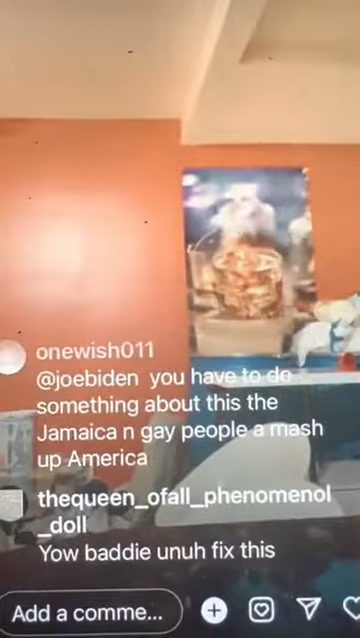 onewish011
@joebiden you have to do
something about this the
Jamaica n gay people a mash
up America
thequeen_ofall_phenomenol
_doll
Yow baddie unuh fix this
Add a comme...